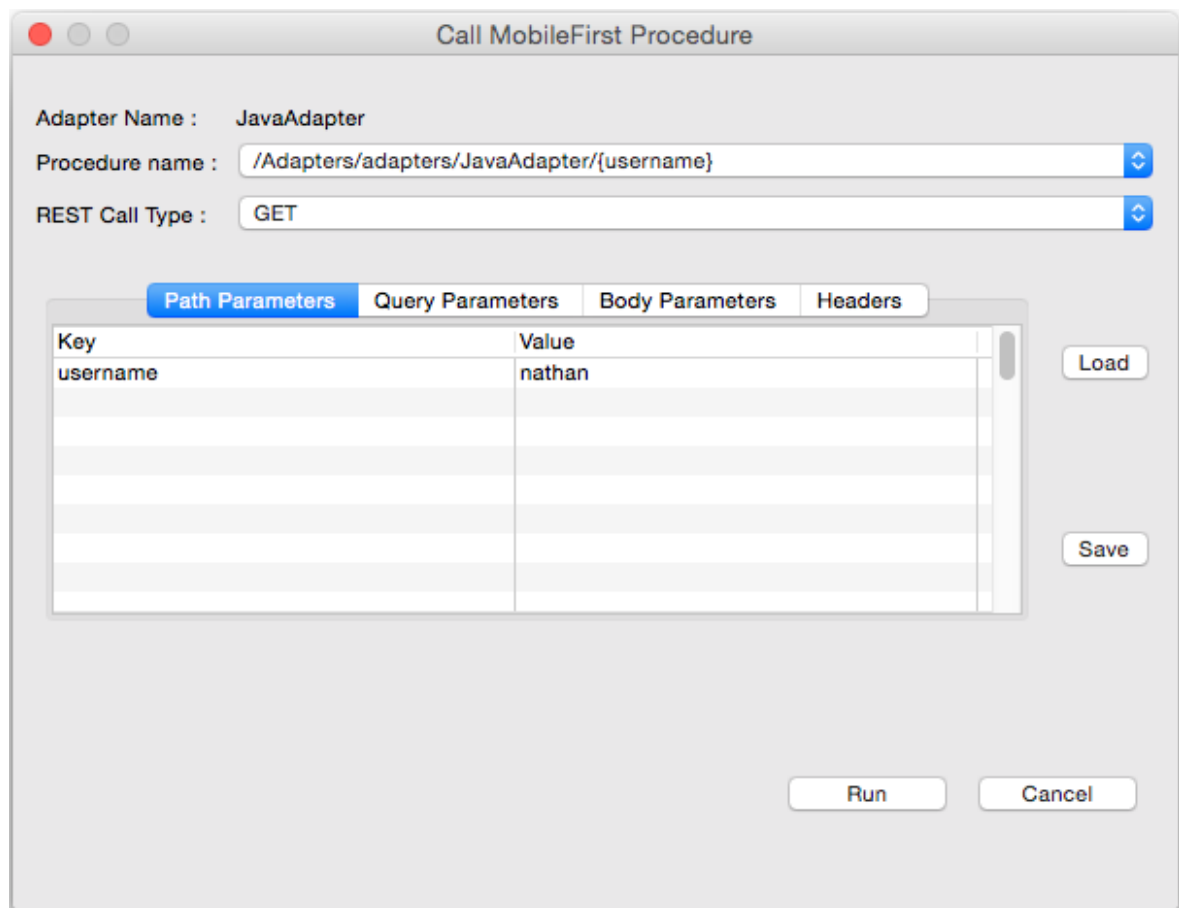 Call MobileFirst Procedure
Adapter Name : JavaAdapter
Procedure name : /Adapters/adapters/JavaAdapter/{username}
REST Call Type : GET
Path Parameters Query Parameters Body Parameters Headers
Key Value
username nathan
Load
Save
Run Cancel